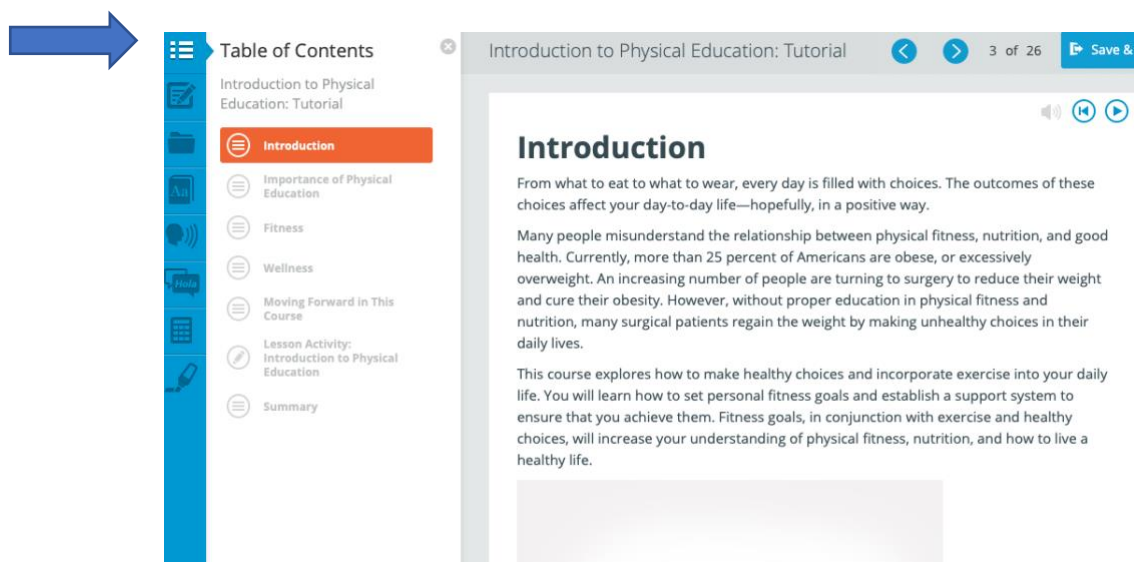 Table of Contents
Introduction to Physical
Education: Tutorial
Introduction
Importance of Physical
Education
Fitness
Wellness
Moving Forward in This
Course
Lesson Activity:
Introduction to Physical
Education
Summary
Aa
Hola
Introduction to Physical Education: Tutorial
3 of 26
Save &
Introduction
From what to eat to what to wear, every day is filled with choices. The outcomes of these
choices affect your day-to-day life—hopefully, in a positive way.
Many people misunderstand the relationship between physical fitness, nutrition, and good
health. Currently, more than 25 percent of Americans are obese, or excessively
overweight. An increasing number of people are turning to surgery to reduce their weight
and cure their obesity. However, without proper education in physical fitness and
nutrition, many surgical patients regain the weight by making unhealthy choices in their
daily lives.
This course explores how to make healthy choices and incorporate exercise into your daily
life. You will learn how to set personal fitness goals and establish a support system to
ensure that you achieve them. Fitness goals, in conjunction with exercise and healthy
choices, will increase your understanding of physical fitness, nutrition, and how to live a
healthy life.